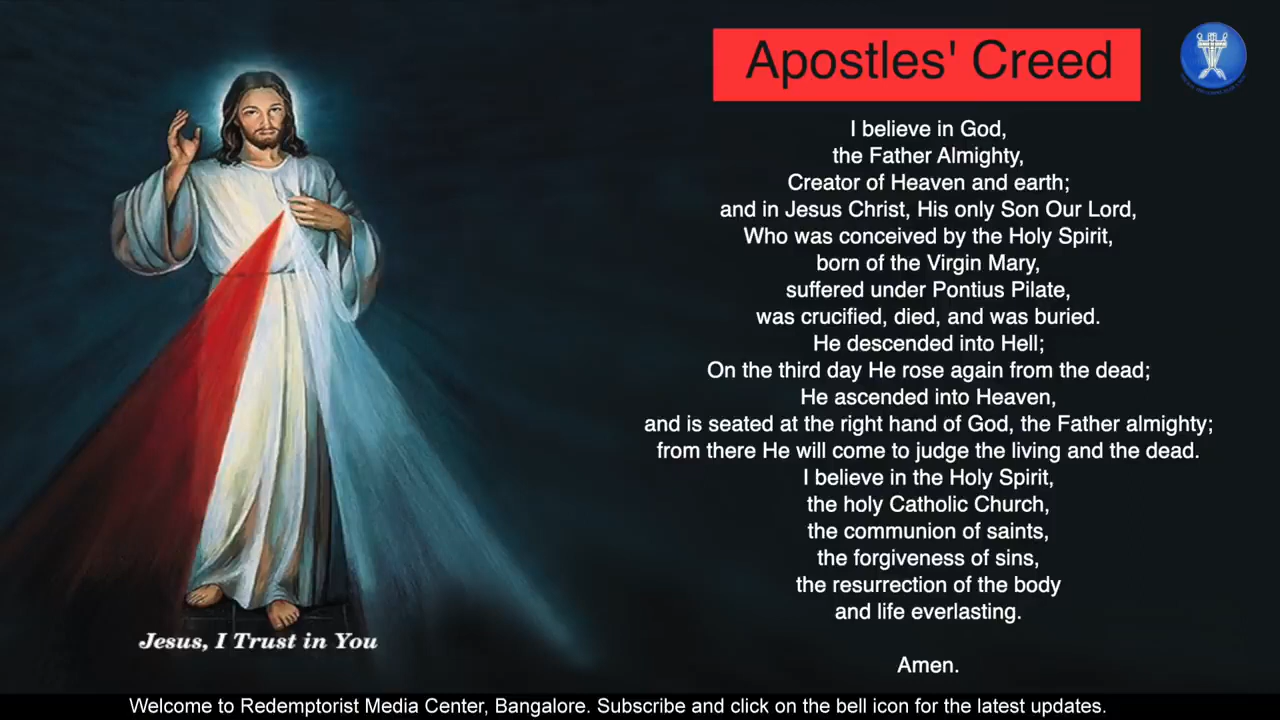 Apostles' Creed
I believe in God,
the Father Almighty,
Creator of Heaven and earth;
and in Jesus Christ, His only Son Our Lord,
Who was conceived by the Holy Spirit,
born of the Virgin Mary,
suffered under Pontius Pilate,
was crucified, died, and was buried.
He descended into Hell;
On the third day He rose again from the dead;
He ascended into Heaven,
and is seated at the right hand of God, the Father almighty;
from there He will come to judge the living and the dead.
I believe in the Holy Spirit,
the holy Catholic Church,
the communion of saints,
the forgiveness of sins,
the resurrection of the body
and life everlasting.
Amen.
Jesus, I Trust in You
Welcome to Redemptorist Media Center, Bangalore. Subscribe and click on the bell icon for the latest updates.